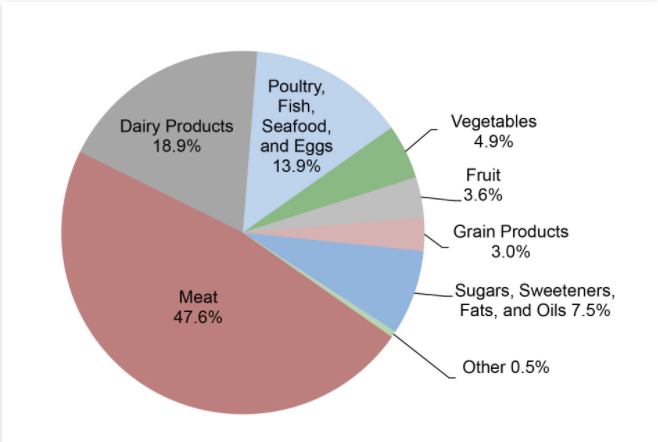 Poultry,
Fish,
Seafood,
and Eggs
13.9%
Dairy Products
18.9%
Vegetables
4.9%
Fruit
3.6%
Grain Products
3.0%
Sugars, Sweeteners,
Fats, and Oils 7.5%
Meat
47.6%
Other 0.5%